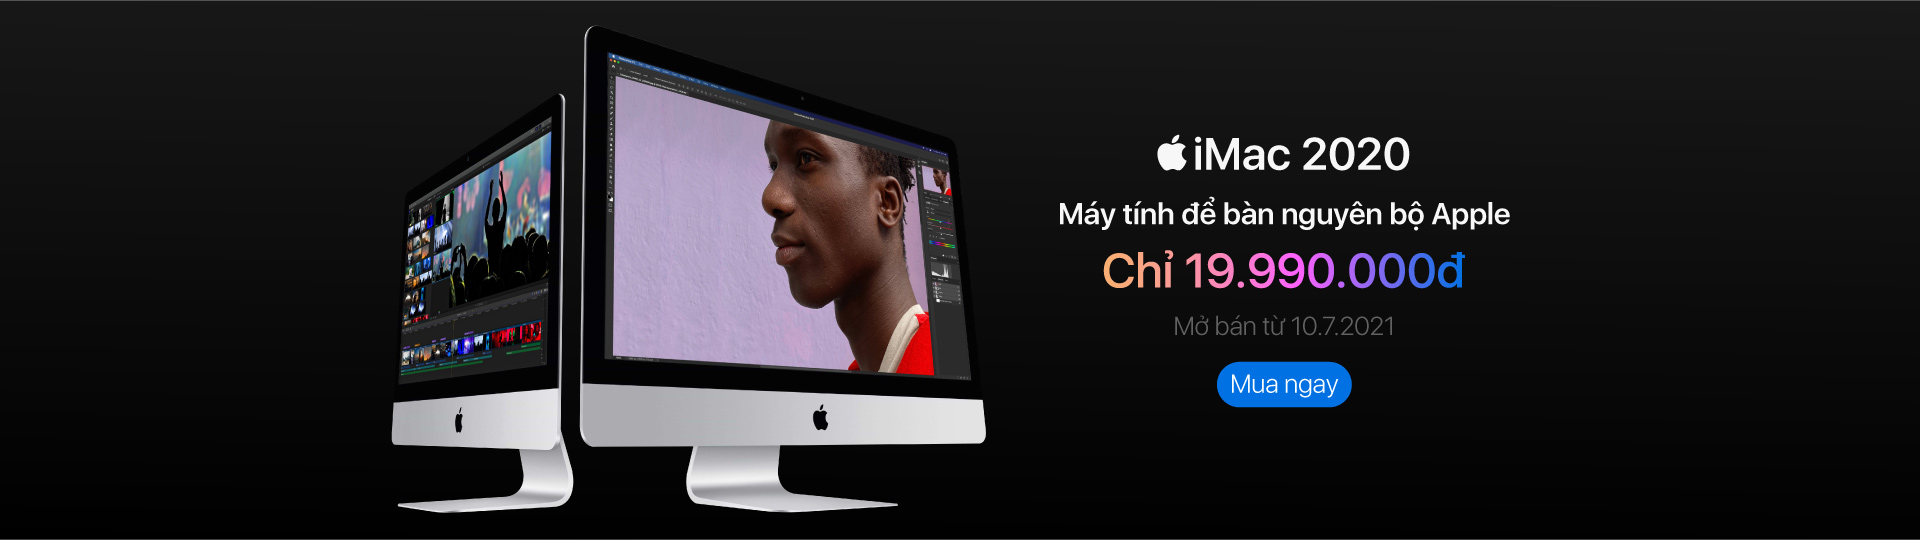 iMac 2020
Máy tính để bàn nguyên bộ Apple
Chỉ 19.990.000đ
Mở bán từ 10.7.2021
Mua ngay